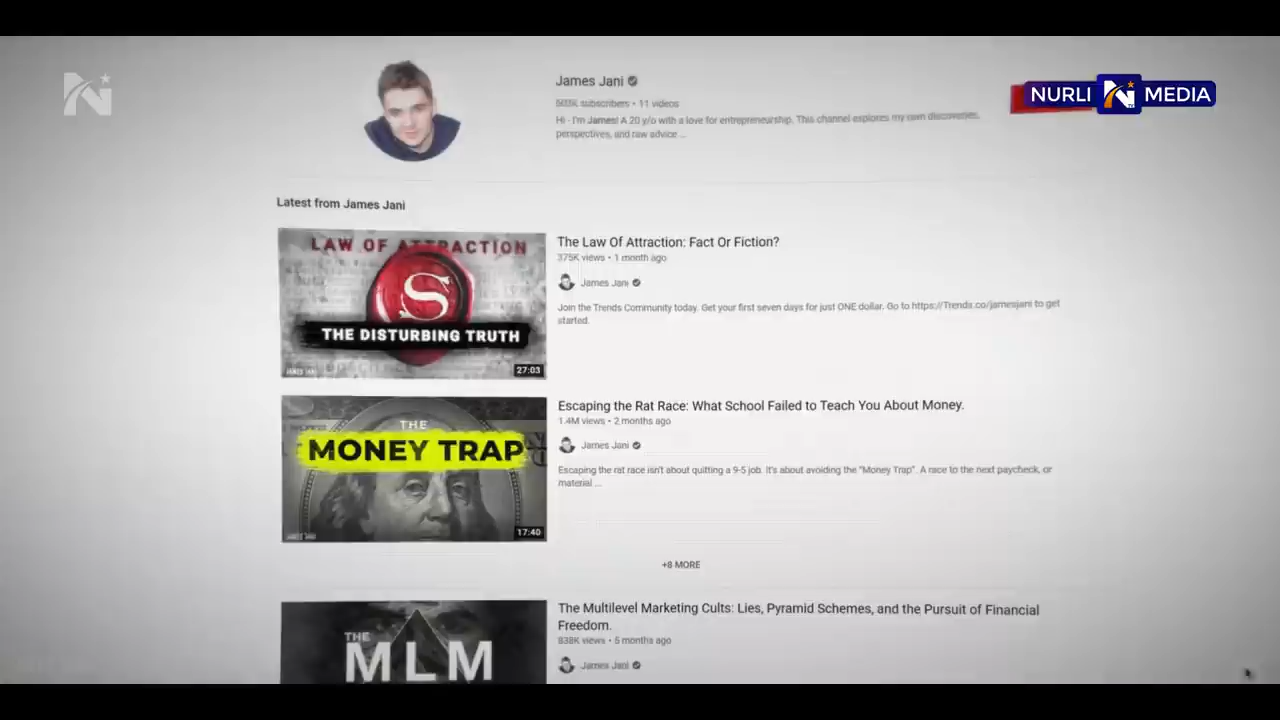 NURLI MEDIA
James Jani
subscribers • 11 videos
Hi - I'm James! A 20 y/o with a love for entrepreneurship. This channel explores my own discoveries,
perspectives, and raw advice ...
Latest from James Jani
LAW OF ATTRACTION
S
THE DISTURBING TRUTH
JAMES JANI
27:03
The Law Of Attraction: Fact Or Fiction?
375K views • 1 month ago
James Jani
Join the Trends Community today. Get your first seven days for just ONE dollar. Go to https://Trends.co/jamesjani to get
started.
THE
MONEY TRAP
17:40
Escaping the Rat Race: What School Failed to Teach You About Money.
1.4M views • 2 months ago
James Jani
Escaping the rat race isn't about quitting a 9-5 job. It's about avoiding the "Money Trap". A race to the next paycheck, or
material ...
+8 MORE
THE
MLM
The Multilevel Marketing Cults: Lies, Pyramid Schemes, and the Pursuit of Financial
Freedom.
838K views • 5 months ago
James Jani